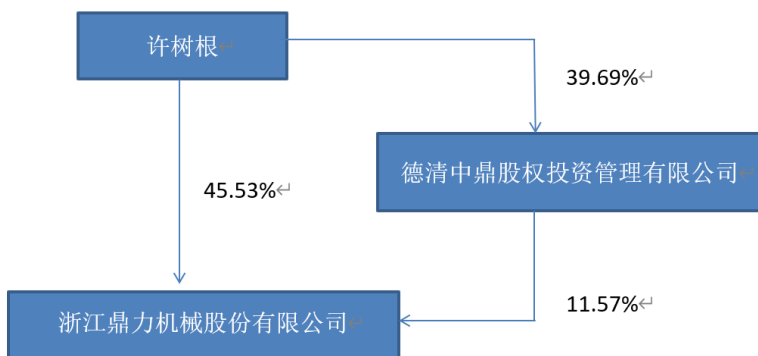 许树根
39.69%
德清中鼎股权投资管理有限公司
45.53%
11.57%
浙江鼎力机械股份有限公司